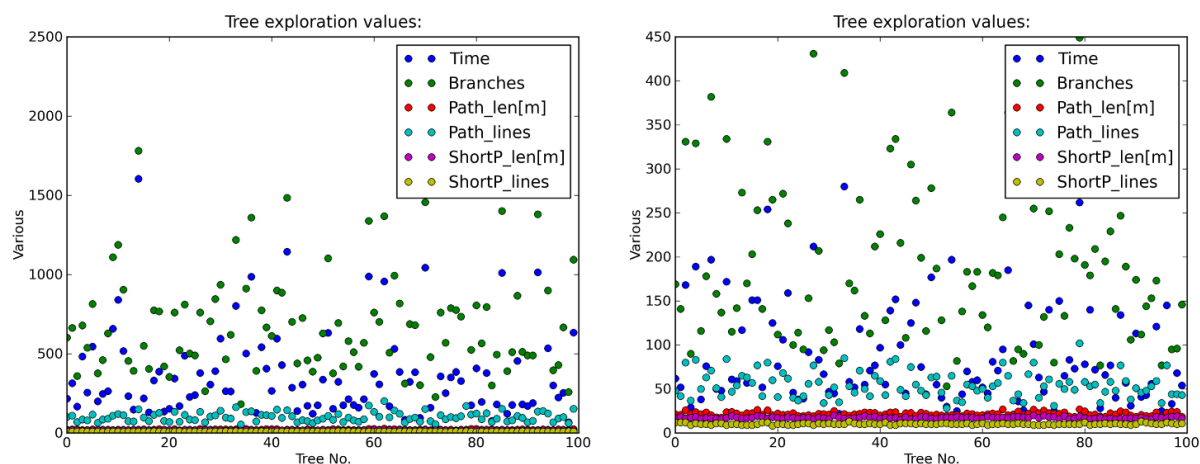 Tree exploration values:
2500
2000
1500
1000
500
0
Various
0 20 40 60 80 100
Tree No.
Time
Branches
Path_len[m]
Path_lines
ShortP_len[m]
ShortP_lines
Tree exploration values:
450
400
350
300
250
200
150
100
50
0
Various
0 20 40 60 80 100
Tree No.
Time
Branches
Path_len[m]
Path_lines
ShortP_len[m]
ShortP_lines